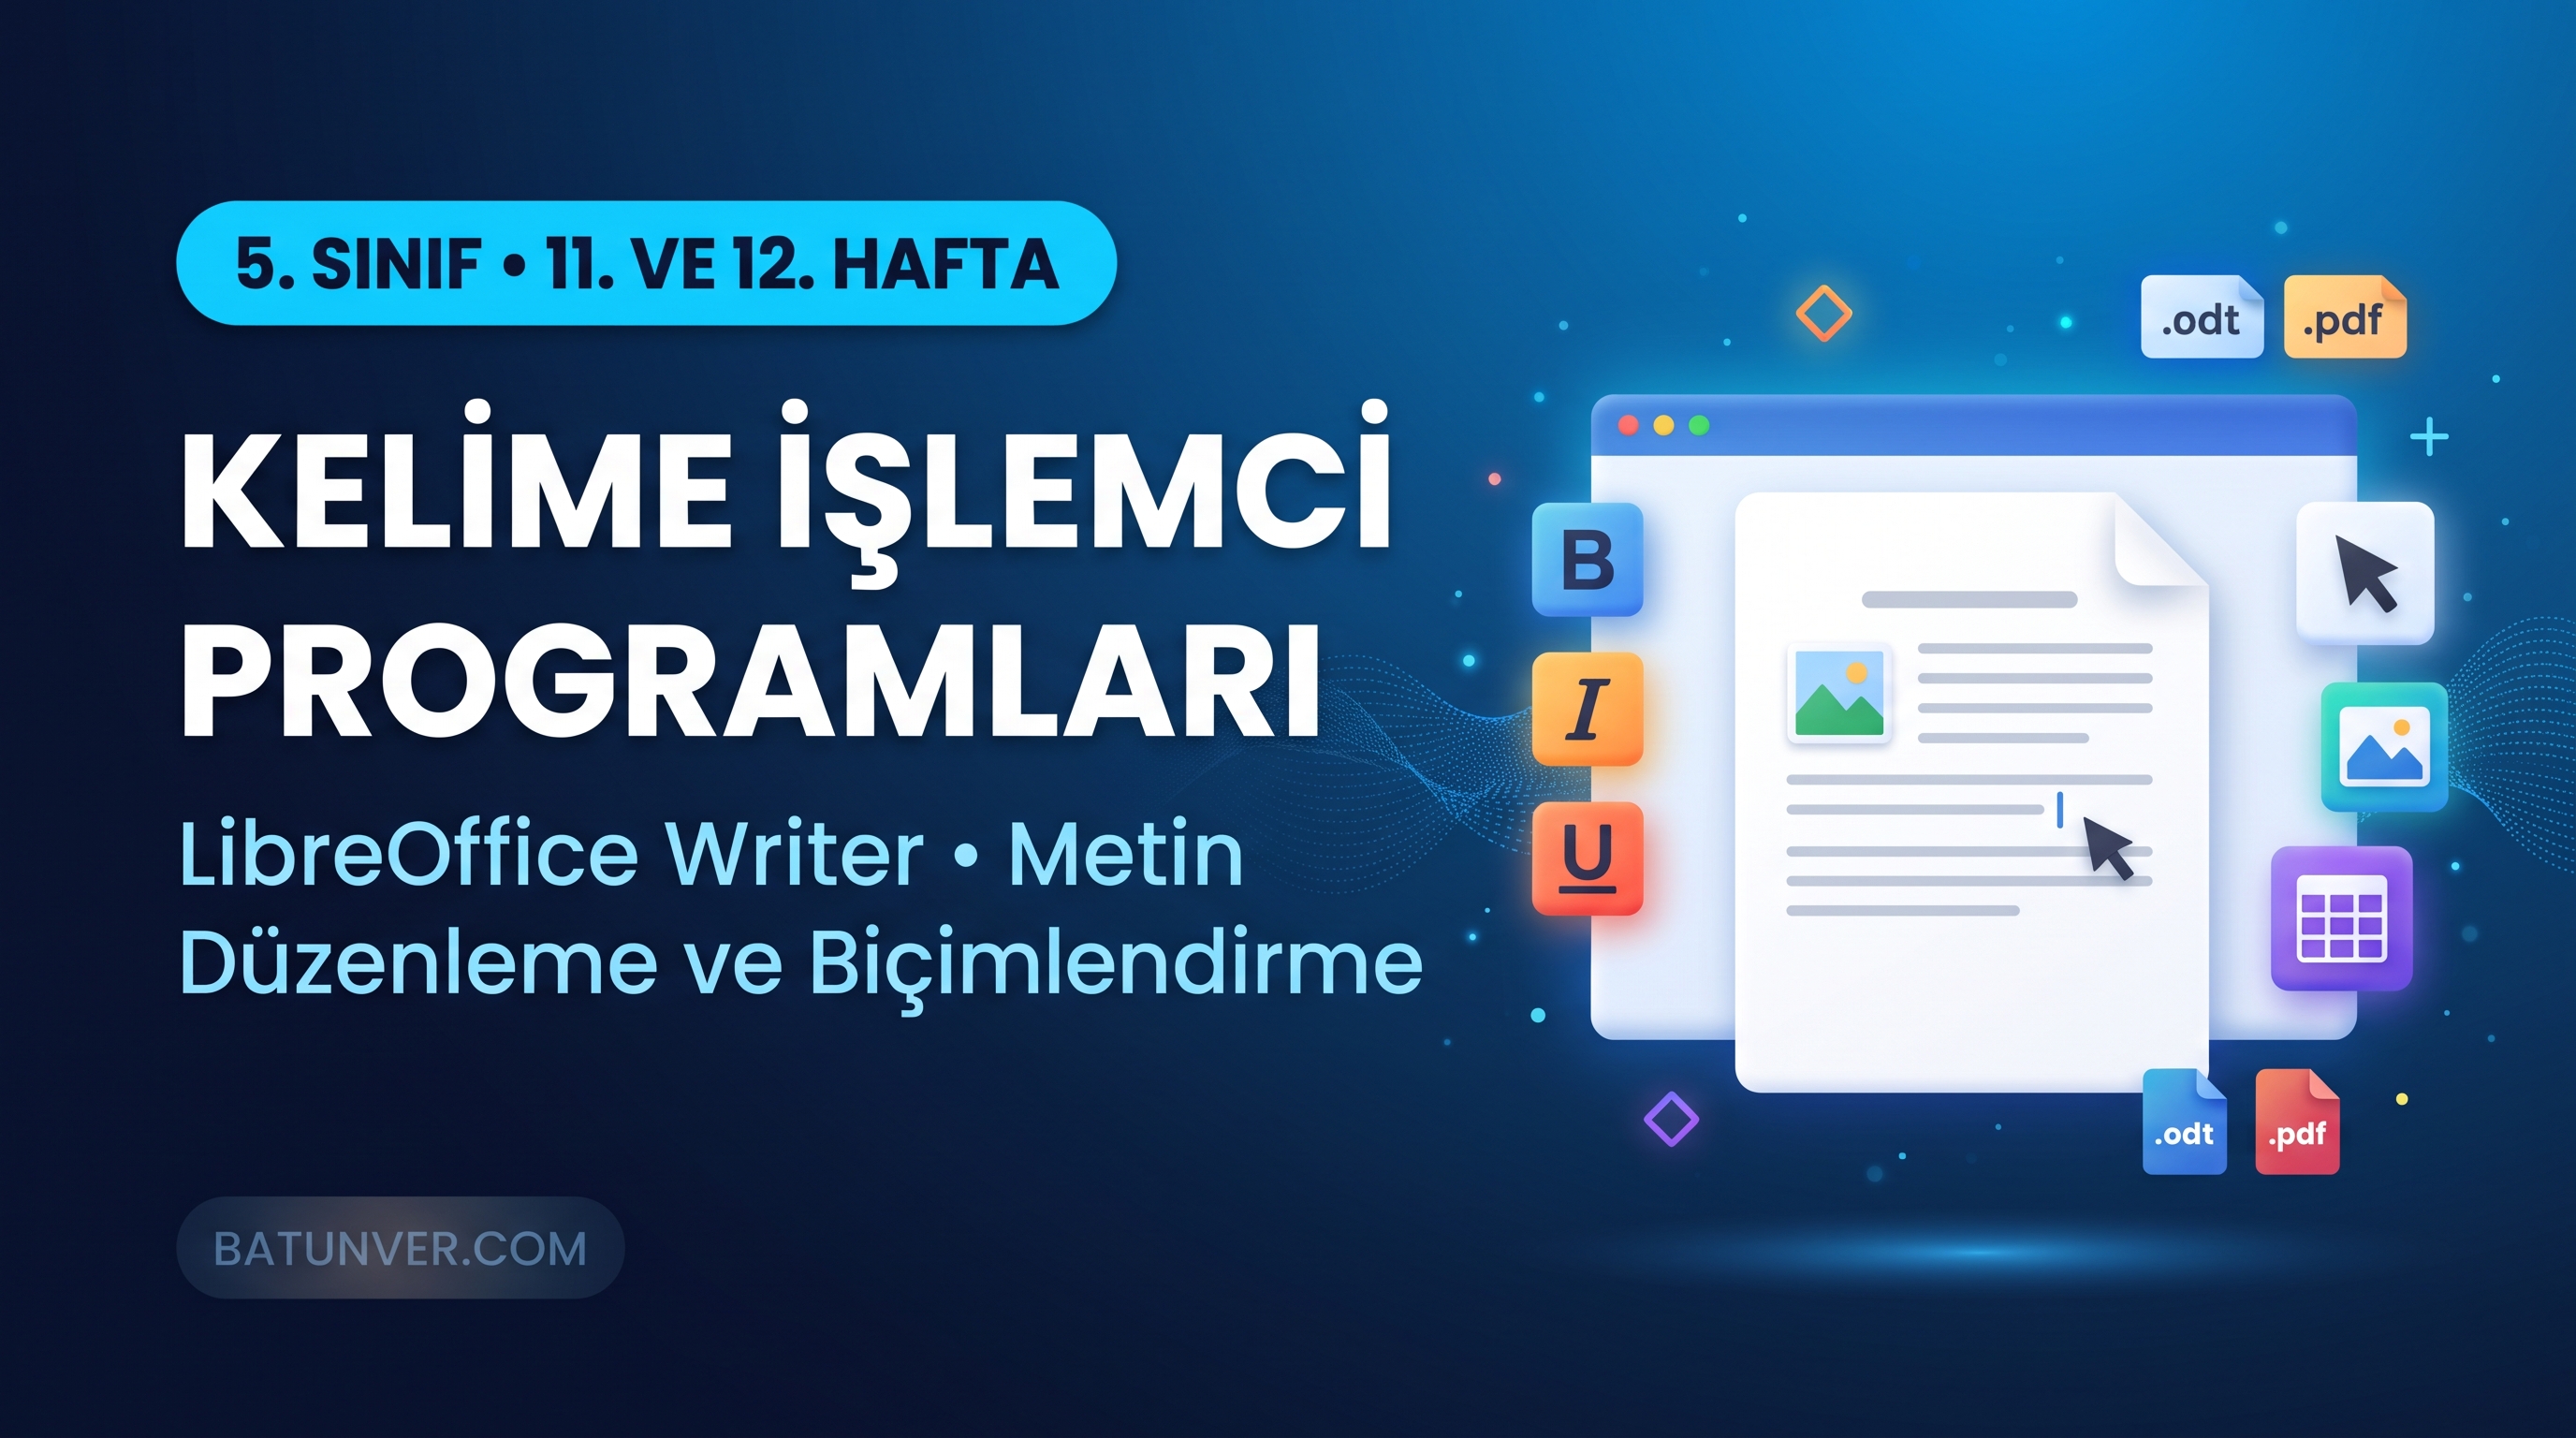 5. SINIF • 11. VE 12. HAFTA
KELİME İŞLEMCİ
PROGRAMLARI
LibreOffice Writer • Metin
Düzenleme ve Biçimlendirme
BATUNVER.COM
.odt
.pdf
B
I
U
.odt
.pdf